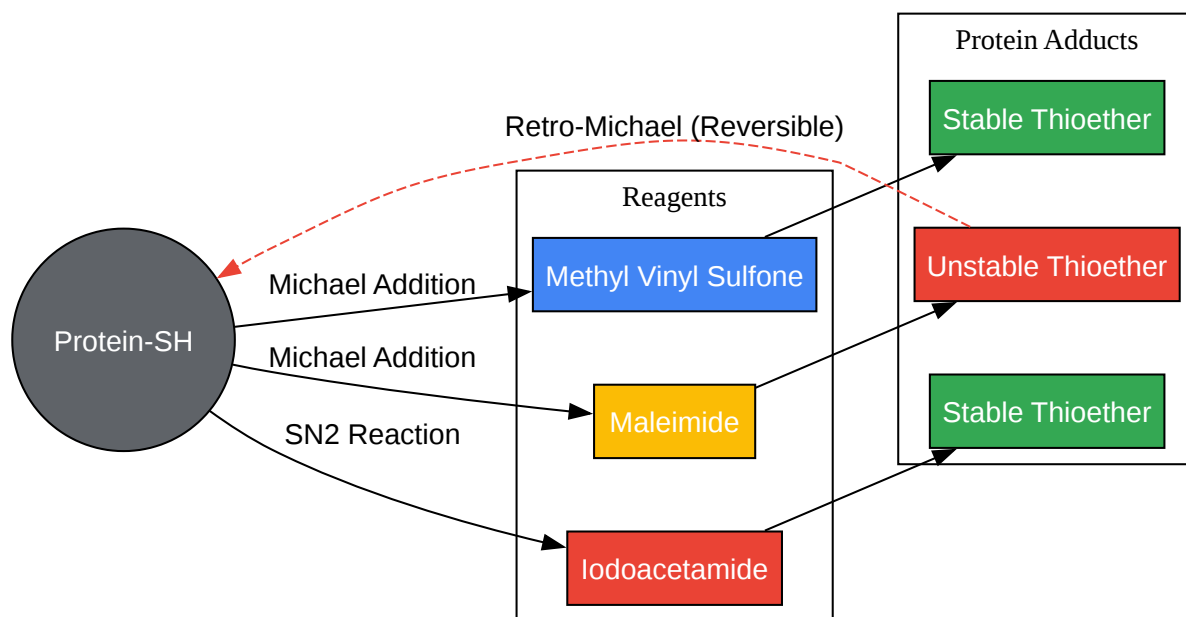 Protein Adducts
Stable Thioether
Retro-Michael (Reversible)
Reagents
Unstable Thioether
Methyl Vinyl Sulfone
Michael Addition
Protein-SH
Michael Addition
Stable Thioether
Maleimide
SN2 Reaction
Iodoacetamide